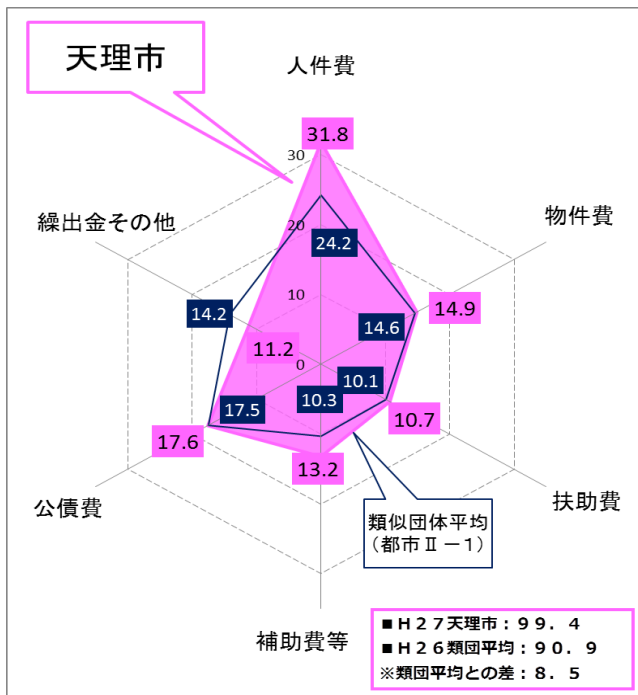 天理市
人件費
31.8
30
繰出金その他
物件費
20
24.2
14.2
14.9
10
14.6
11.2
0
10.1
17.5
10.3
10.7
17.6
13.2
公債費
扶助費
類似団体平均
(都市Ⅱ－1)
補助費等
■Ｈ２７天理市：９９．４
■Ｈ２６類団平均：９０．９
※類団平均との差：８．５